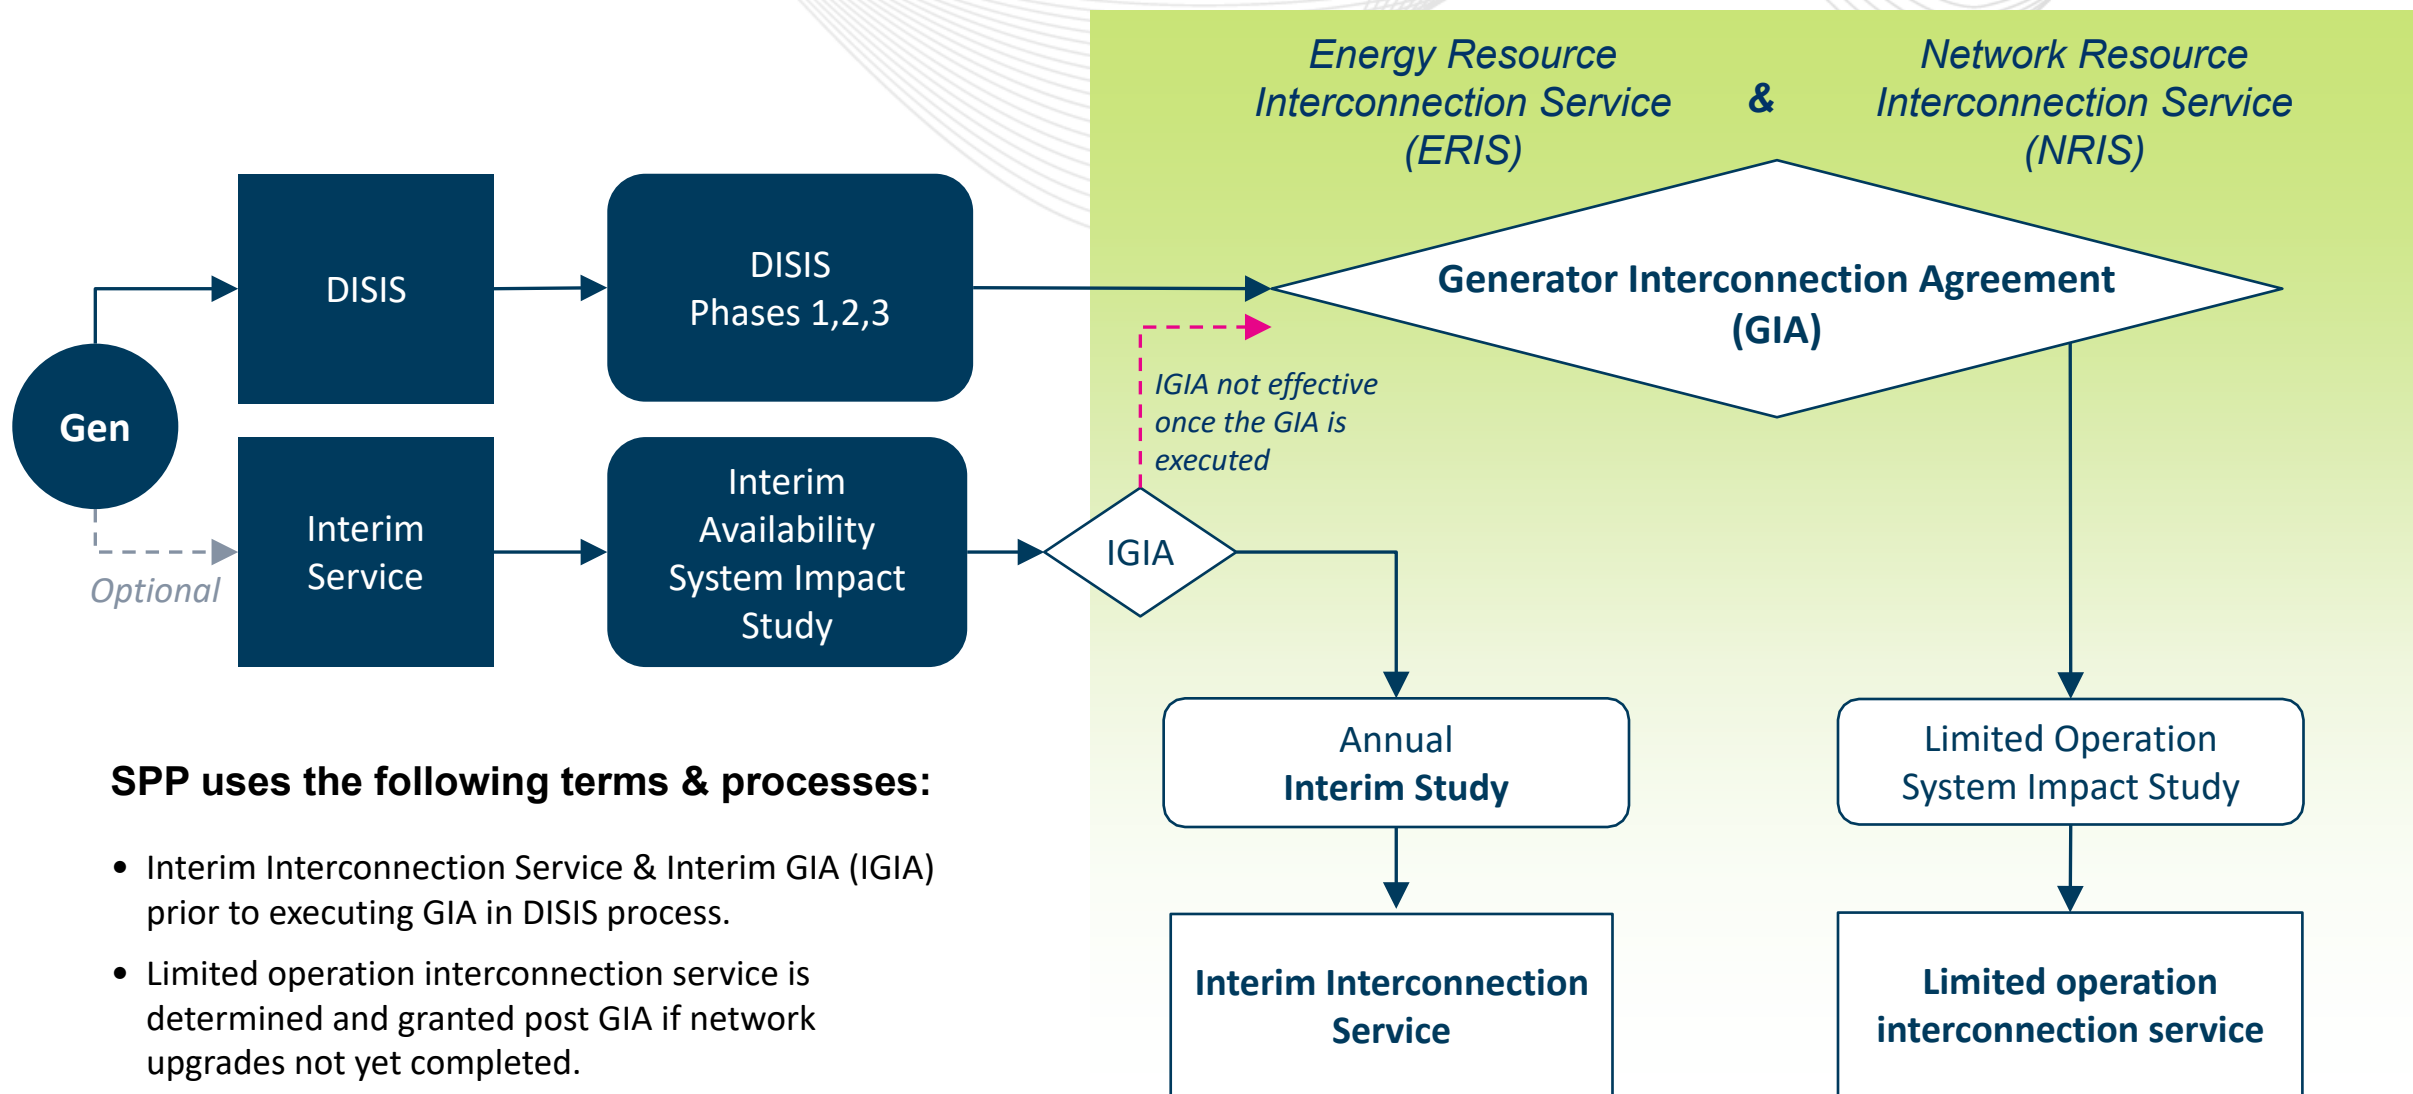 Energy Resource
Interconnection Service
(ERIS)
&
Network Resource
Interconnection Service
(NRIS)
DISIS
DISIS
Phases 1,2,3
Generator Interconnection Agreement
(GIA)
Gen
Optional
Interim
Service
Interim
Availability
System Impact
Study
IGIA
IGIA not effective
once the GIA is
executed
Annual
Interim Study
Limited Operation
System Impact Study
Interim Interconnection
Service
Limited operation
interconnection service
SPP uses the following terms & processes:
• Interim Interconnection Service & Interim GIA (IGIA)
prior to executing GIA in DISIS process.
• Limited operation interconnection service is
determined and granted post GIA if network
upgrades not yet completed.